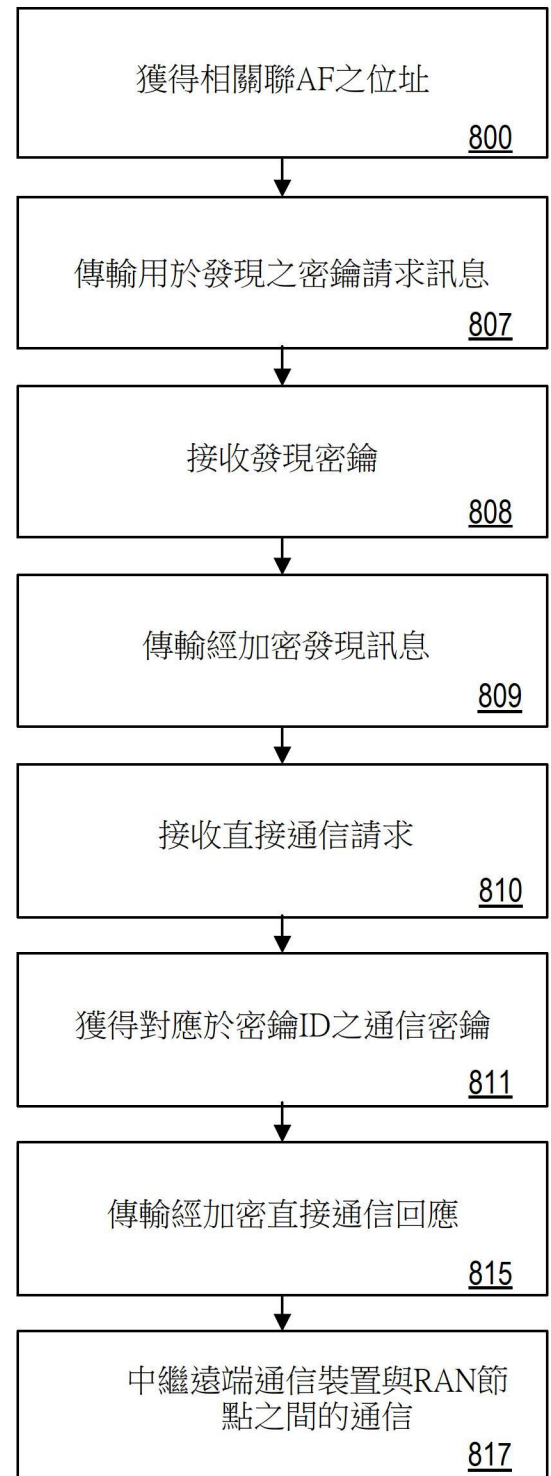 獲得相關聯AF之位址
800
傳輸用於發現之密鑰請求訊息
807
接收發現密鑰
808
傳輸經加密發現訊息
809
接收直接通信請求
810
獲得對應於密鑰ID之通信密鑰
811
傳輸經加密直接通信回應
815
中繼遠端通信裝置與RAN節
點之間的通信
817